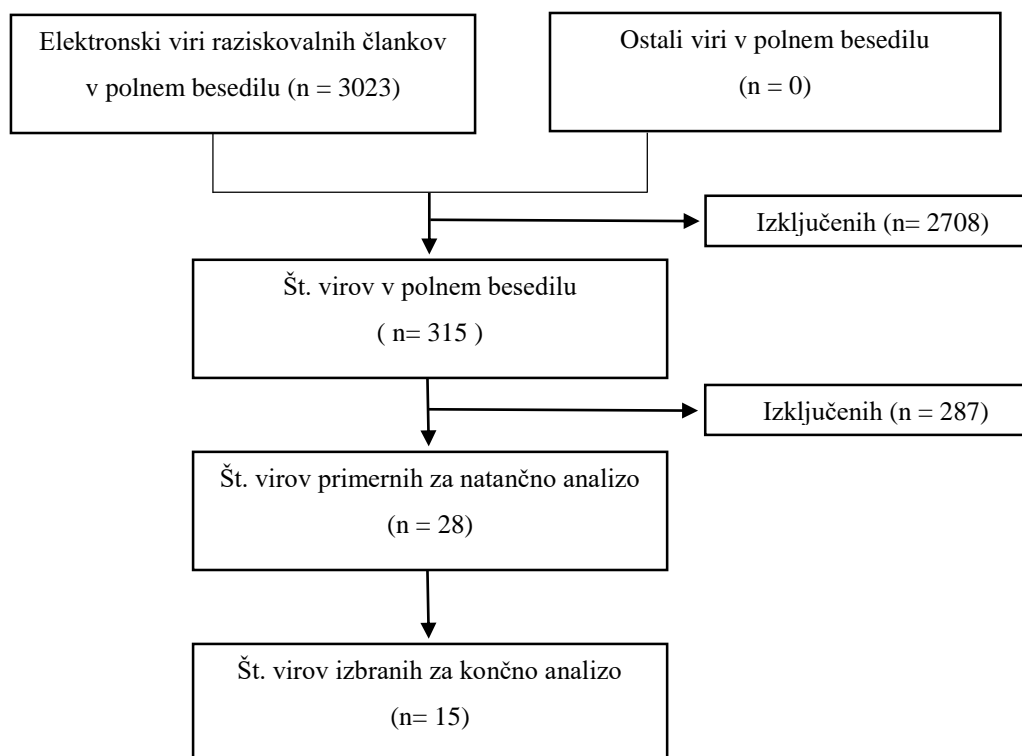 Elektronski viri raziskovalnih člankov
v polnem besedilu (n = 3023)
Ostali viri v polnem besedilu
(n = 0)
Izključenih (n= 2708)
Št. virov v polnem besedilu
( n= 315 )
Izključenih (n = 287)
Št. virov primernih za natančno analizo
(n = 28)
Št. virov izbranih za končno analizo
(n= 15)